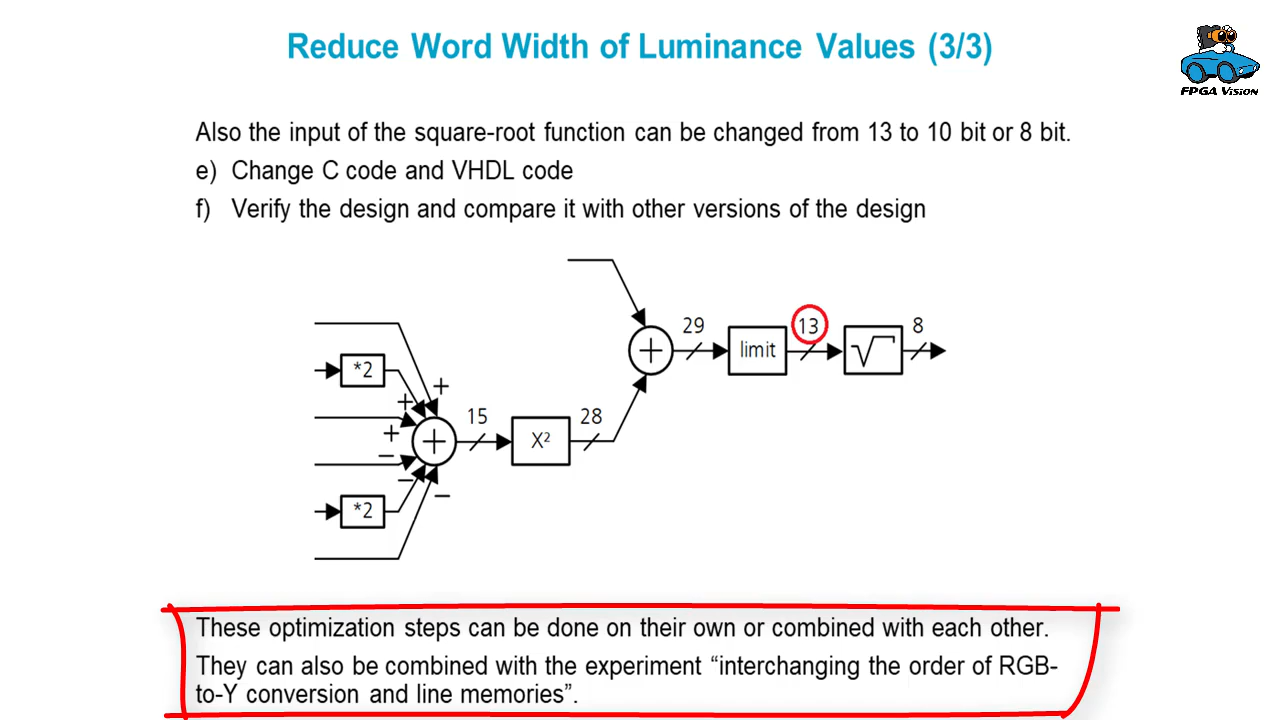 Reduce Word Width of Luminance Values (3/3)
FPGA Vision
Also the input of the square-root function can be changed from 13 to 10 bit or 8 bit.
e) Change C code and VHDL code
f) Verify the design and compare it with other versions of the design
29
13
8
limit
√
+
*2
+
+
+
15
28
+
X²
−
−
*2
−
These optimization steps can be done on their own or combined with each other.
They can also be combined with the experiment “interchanging the order of RGB-
to-Y conversion and line memories”.